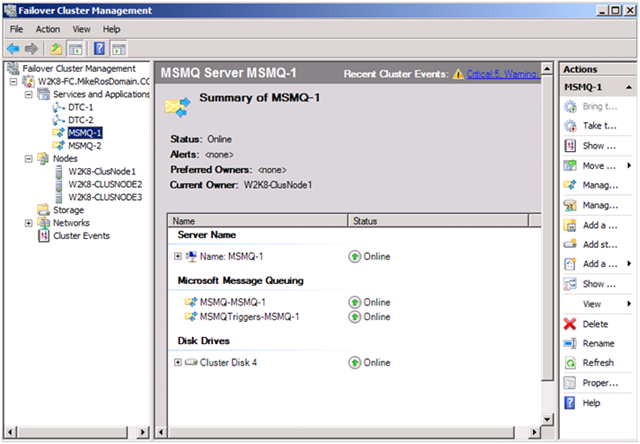 Failover Cluster Management
File Action View Help
Failover Cluster Management
W2K8-FC.MikeRosDomain.CO
Services and Applications
DTC-1
DTC-2
MSMQ-1
MSMQ-2
Nodes
W2K8-ClusNode1
W2K8-CLUSNODE2
W2K8-CLUSNODE3
Storage
Networks
Cluster Events
MSMQ Server MSMQ-1 Recent Cluster Events: Critical:5, Warning:
Summary of MSMQ-1
Status: Online
Alerts: <none>
Preferred Owners: <none>
Current Owner: W2K8-ClusNode1
Name Status
Server Name
Name: MSMQ-1 Online
Microsoft Message Queuing
MSMQ-MSMQ-1 Online
MSMQTriggers-MSMQ-1 Online
Disk Drives
Cluster Disk 4 Online
Actions
MSMQ-1
Bring t...
Take t...
Show ...
Move ...
Manag...
Manag...
Add a ...
Add st...
Add a ...
Show ...
View
Delete
Rename
Refresh
Proper...
Help